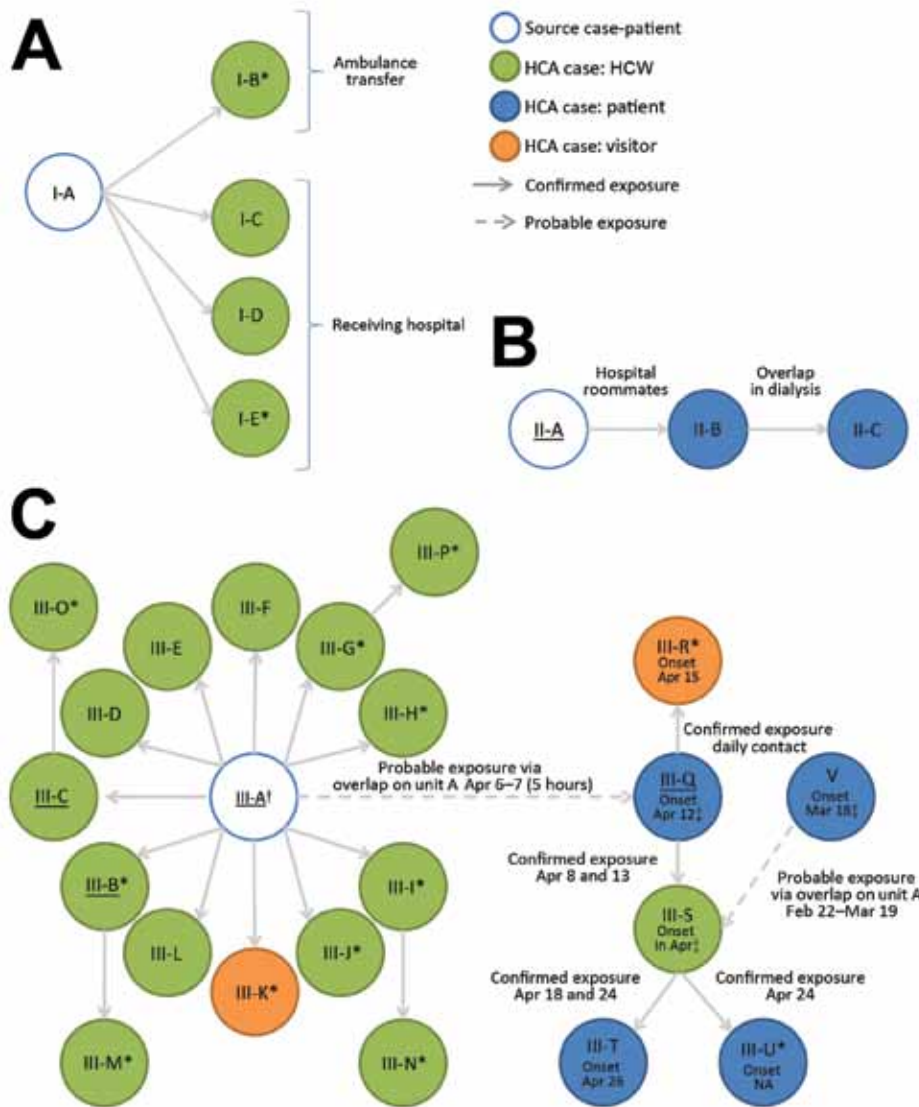 A
I-A
I-B*
I-C
I-D
I-E*
Ambulance
transfer
Receiving hospital
Source case-patient
HCA case: HCW
HCA case: patient
HCA case: visitor
Confirmed exposure
Probable exposure
B
Hospital
roommates
Overlap
in dialysis
II-A
II-B
II-C
C
III-P*
III-O*
III-F
III-E
III-G*
III-D
III-H*
III-C
III-A†
III-B*
III-I*
III-L
III-J*
III-K*
III-M*
III-N*
Probable exposure via
overlap on unit A Apr 6–7 (5 hours)
III-R*
Onset
Apr 15
Confirmed exposure
daily contact
III-Q
Onset
Apr 12‡
V
Onset
Mar 18‡
Confirmed exposure
Apr 8 and 13
Probable exposure
via overlap on unit A
Feb 22–Mar 19
III-S
Onset
in Apr‡
Confirmed exposure
Apr 18 and 24
Confirmed exposure
Apr 24
III-T
Onset
Apr 26
III-U*
Onset
NA